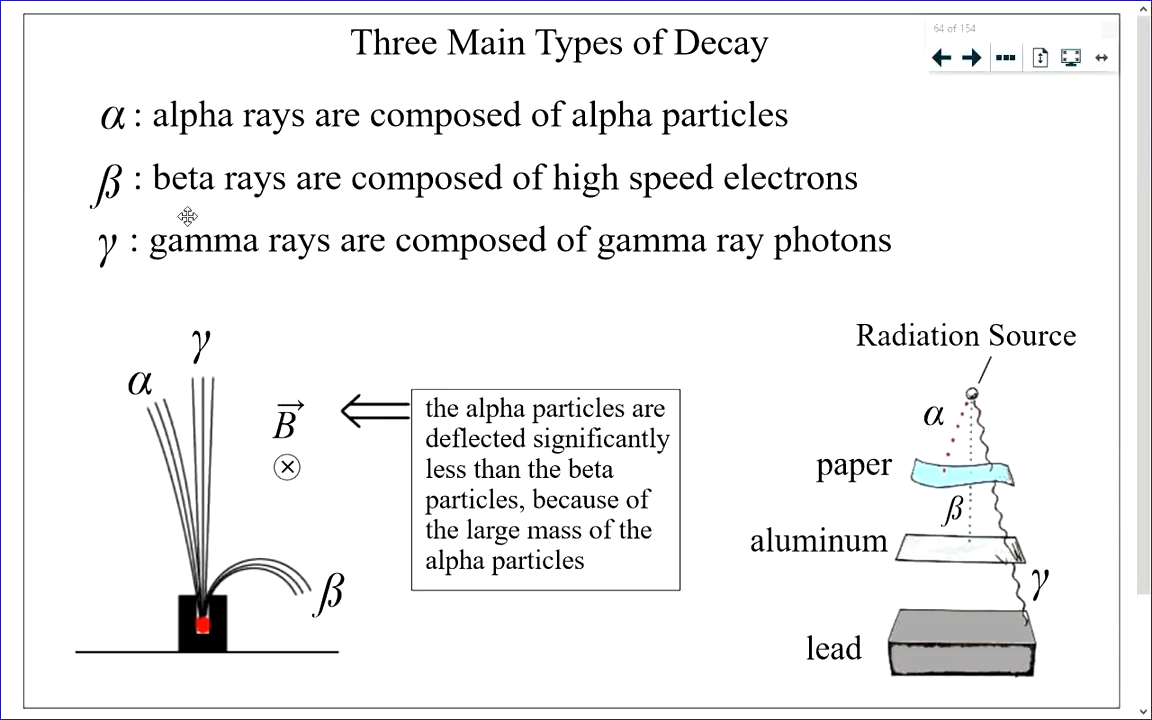 64 of 154
Three Main Types of Decay
α : alpha rays are composed of alpha particles
β : beta rays are composed of high speed electrons
γ : gamma rays are composed of gamma ray photons
γ
α
B⃗
β
the alpha particles are
deflected significantly
less than the beta
particles, because of
the large mass of the
alpha particles
Radiation Source
α
paper
β
aluminum
γ
lead